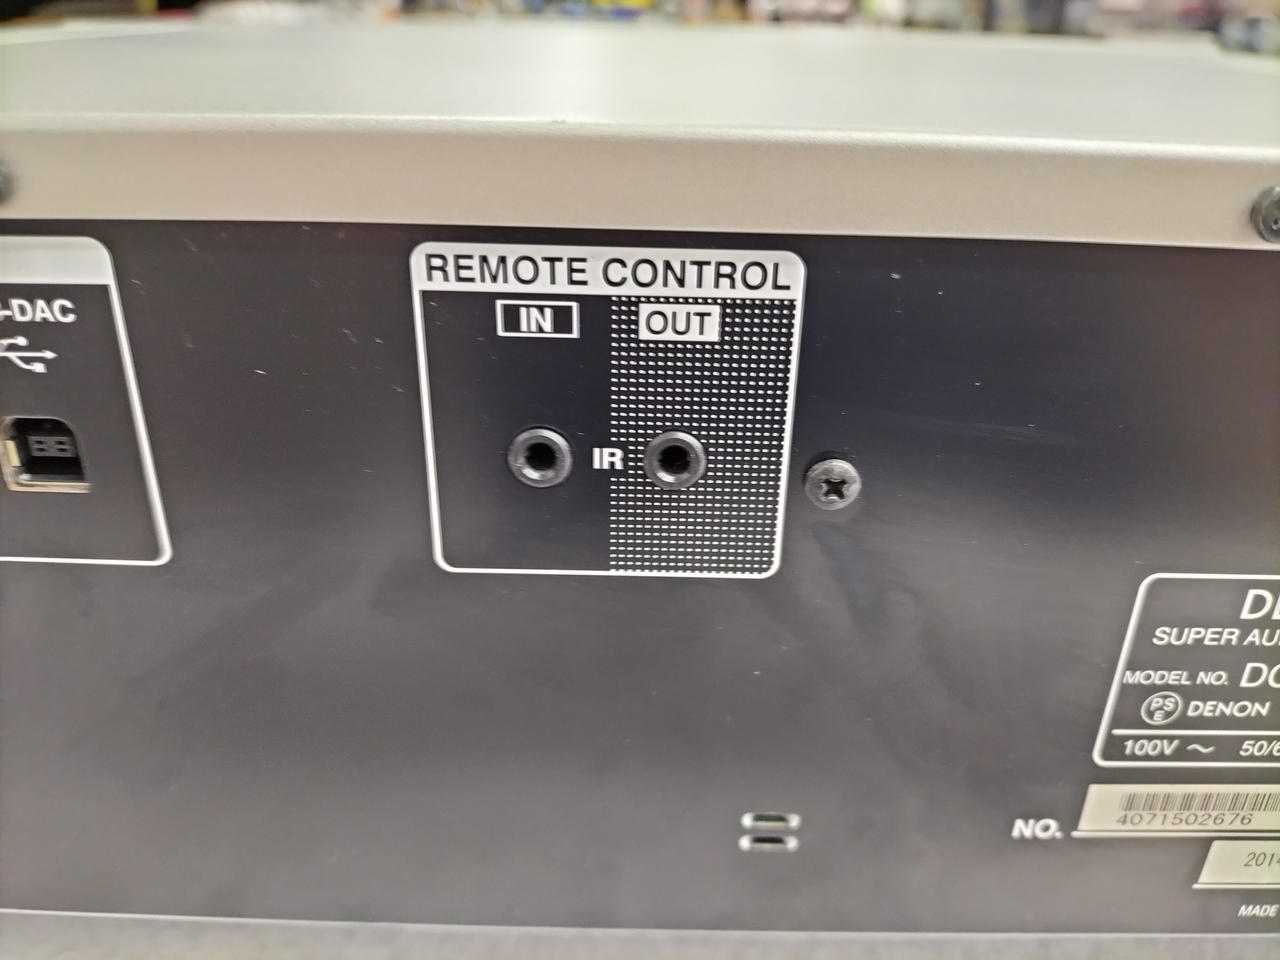 REMOTE CONTROL
IN
OUT
-DAC
IR
SUPER AU
MODEL NO. DC
PSE DENON
100V ～ 50/6
NO. 4071502676
2014
MADE